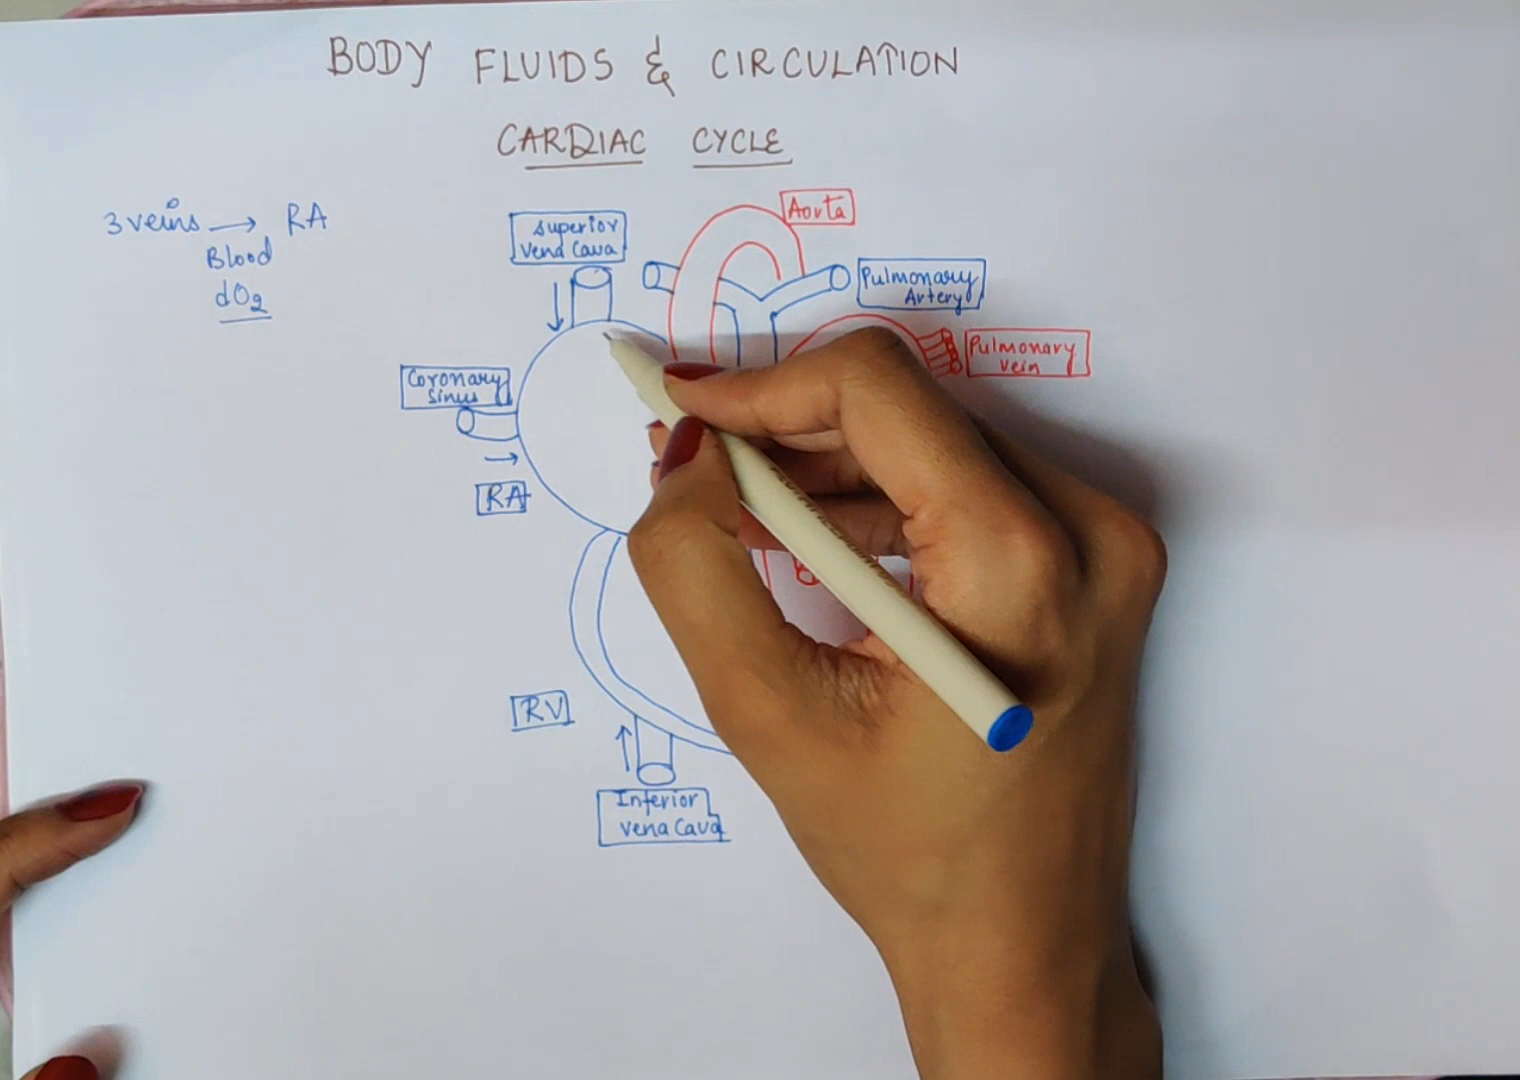 BODY FLUIDS & CIRCULATION
CARDIAC CYCLE
3 veins → RA
Blood
dO2
Superior
Vena Cava
Aorta
Pulmonary
Artery
Pulmonary
vein
Coronary
Sinus
RA
RV
Inferior
vena Cava